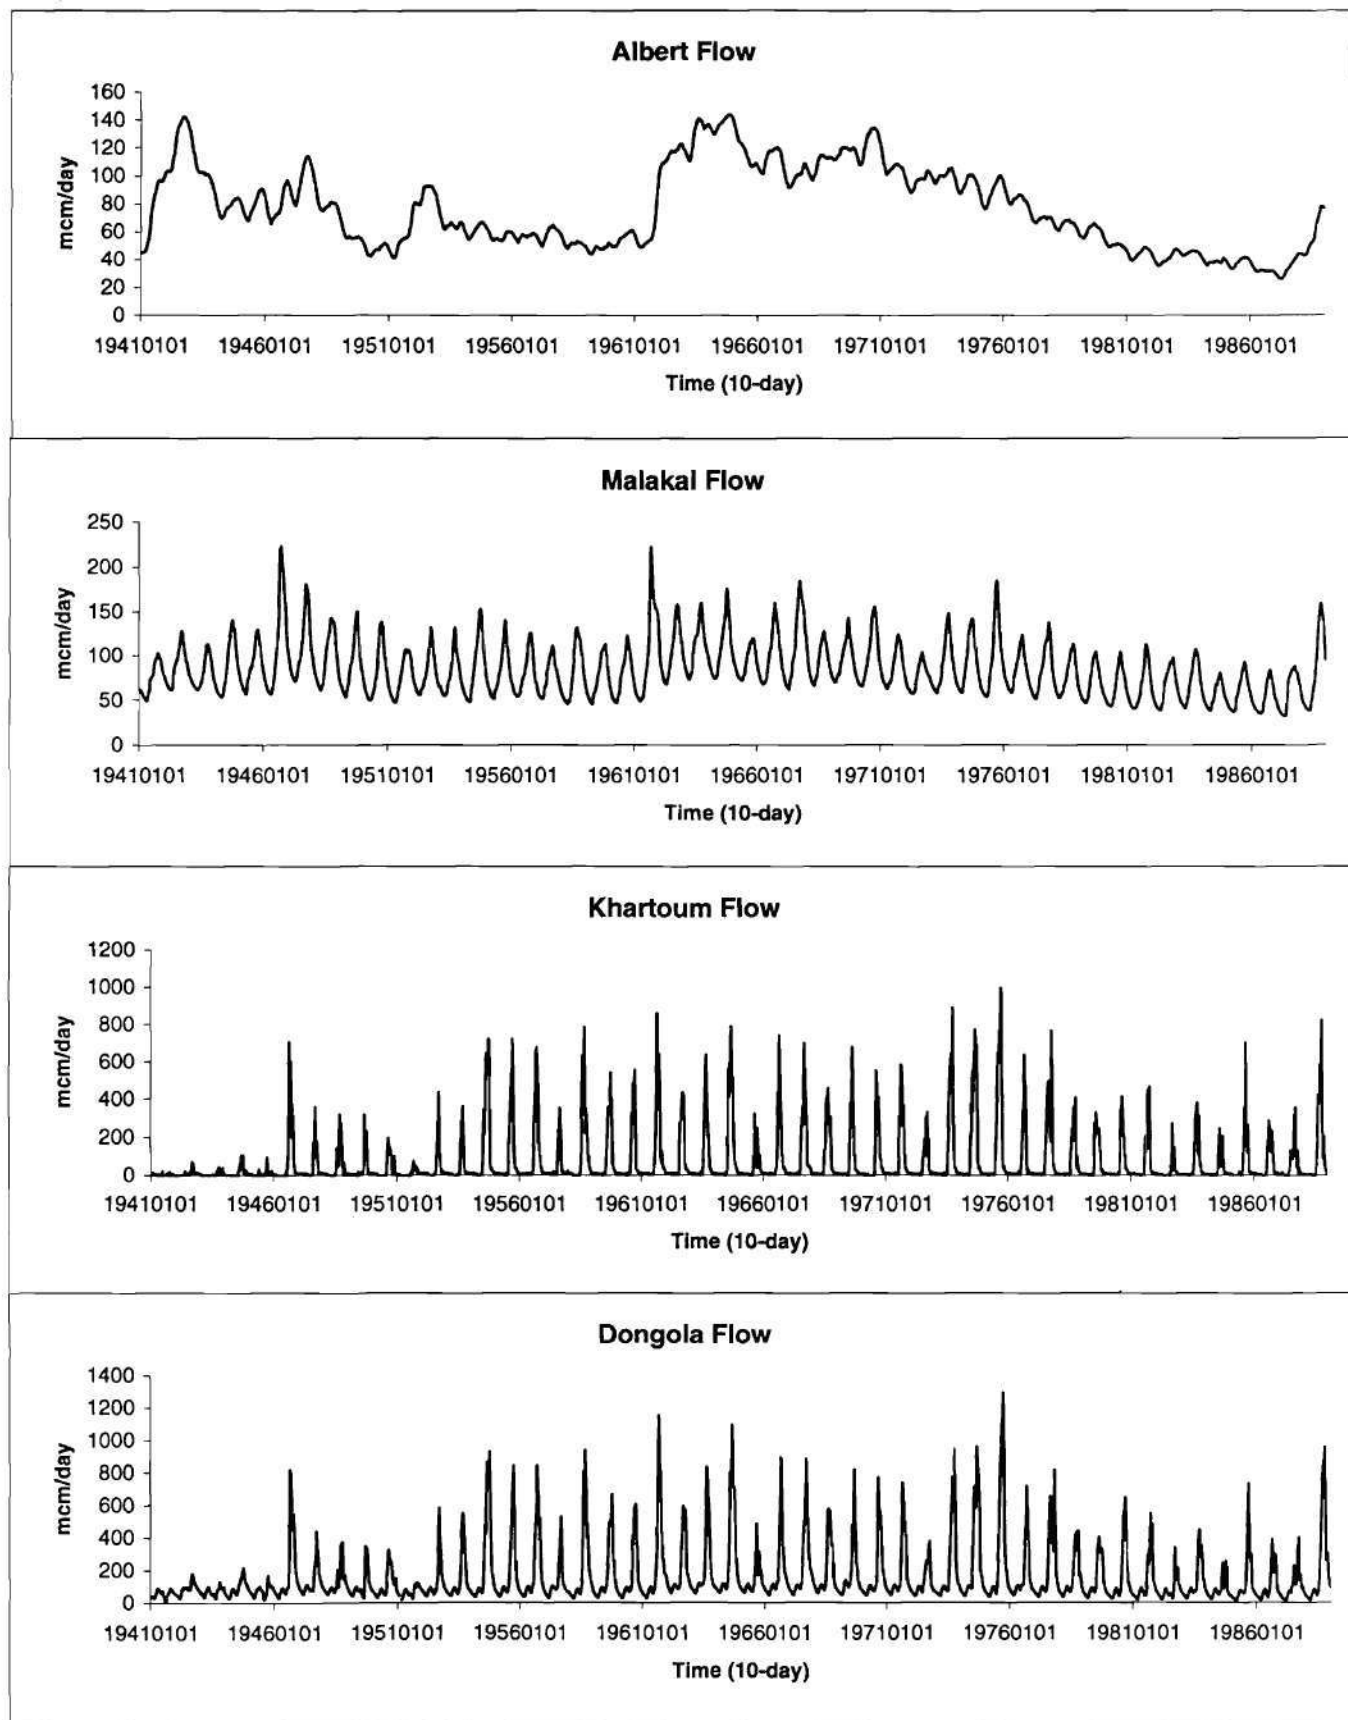 Albert Flow
160
140
120
100
80
60
40
20
0
mcm/day
19410101 19460101 19510101 19560101 19610101 19660101 19710101 19760101 19810101 19860101
Time (10-day)
Malakal Flow
250
200
150
100
50
0
mcm/day
19410101 19460101 19510101 19560101 19610101 19660101 19710101 19760101 19810101 19860101
Time (10-day)
Khartoum Flow
1200
1000
800
600
400
200
0
mcm/day
19410101 19460101 19510101 19560101 19610101 19660101 19710101 19760101 19810101 19860101
Time (10-day)
Dongola Flow
1400
1200
1000
800
600
400
200
0
mcm/day
19410101 19460101 19510101 19560101 19610101 19660101 19710101 19760101 19810101 19860101
Time (10-day)